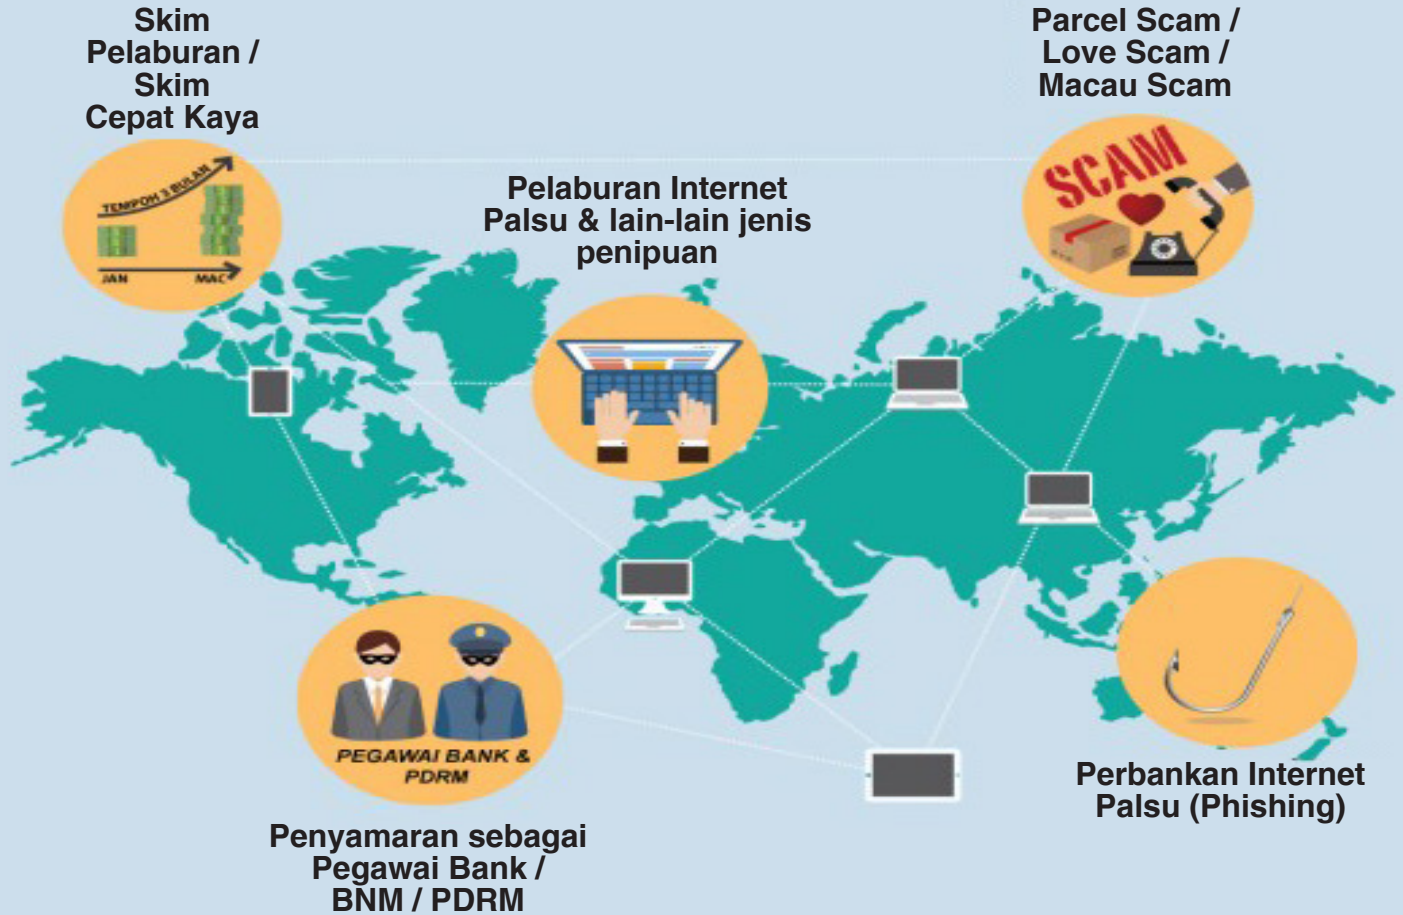 Skim
Pelaburan /
Skim
Cepat Kaya
TEMPOH 3 BULAN
JAN
MAC
Parcel Scam /
Love Scam /
Macau Scam
SCAM
Pelaburan Internet
Palsu & lain-lain jenis
penipuan
PEGAWAI BANK &
PDRM
Penyamaran sebagai
Pegawai Bank /
BNM / PDRM
Perbankan Internet
Palsu (Phishing)